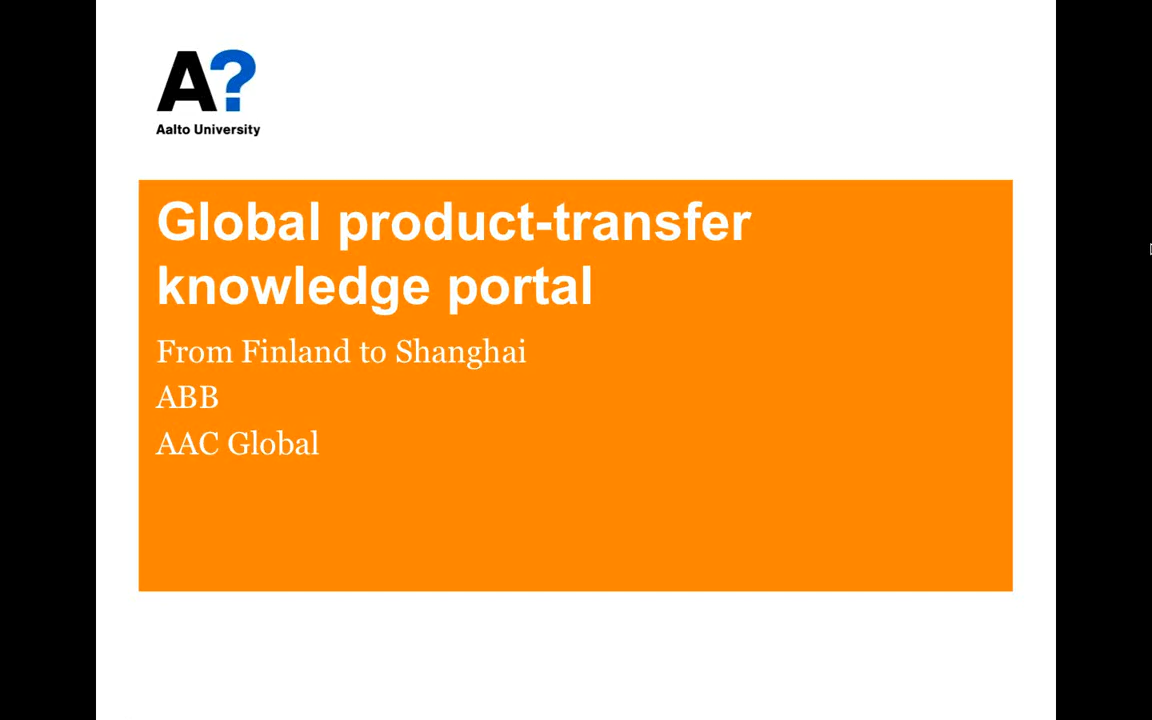 A?
Aalto University
Global product-transfer
knowledge portal
From Finland to Shanghai
ABB
AAC Global